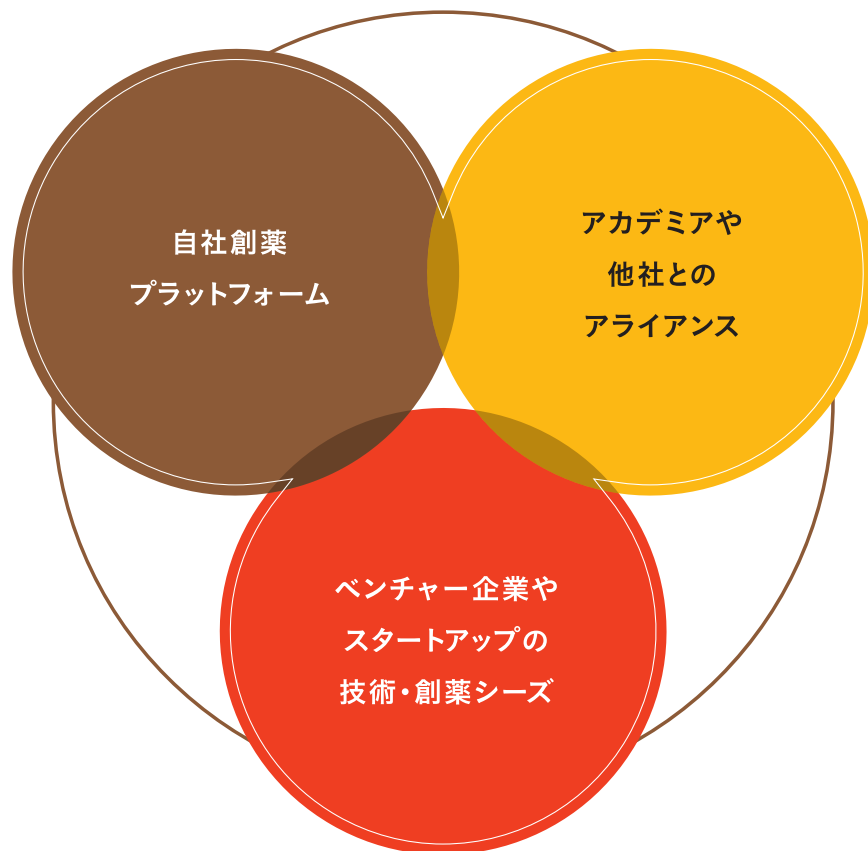 自社創薬
プラットフォーム
アカデミアや
他社との
アライアンス
ベンチャー企業や
スタートアップの
技術・創薬シーズ